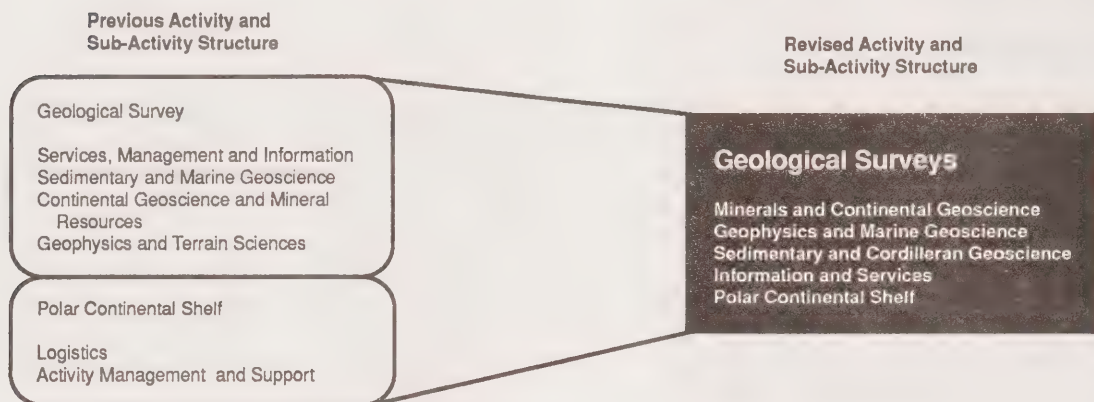 Previous Activity and
Sub-Activity Structure
Geological Survey
Services, Management and Information
Sedimentary and Marine Geoscience
Continental Geoscience and Mineral
Resources
Geophysics and Terrain Sciences
Polar Continental Shelf
Logistics
Activity Management and Support
Revised Activity and
Sub-Activity Structure
Geological Surveys
Minerals and Continental Geoscience
Geophysics and Marine Geoscience
Sedimentary and Cordilleran Geoscience
Information and Services
Polar Continental Shelf